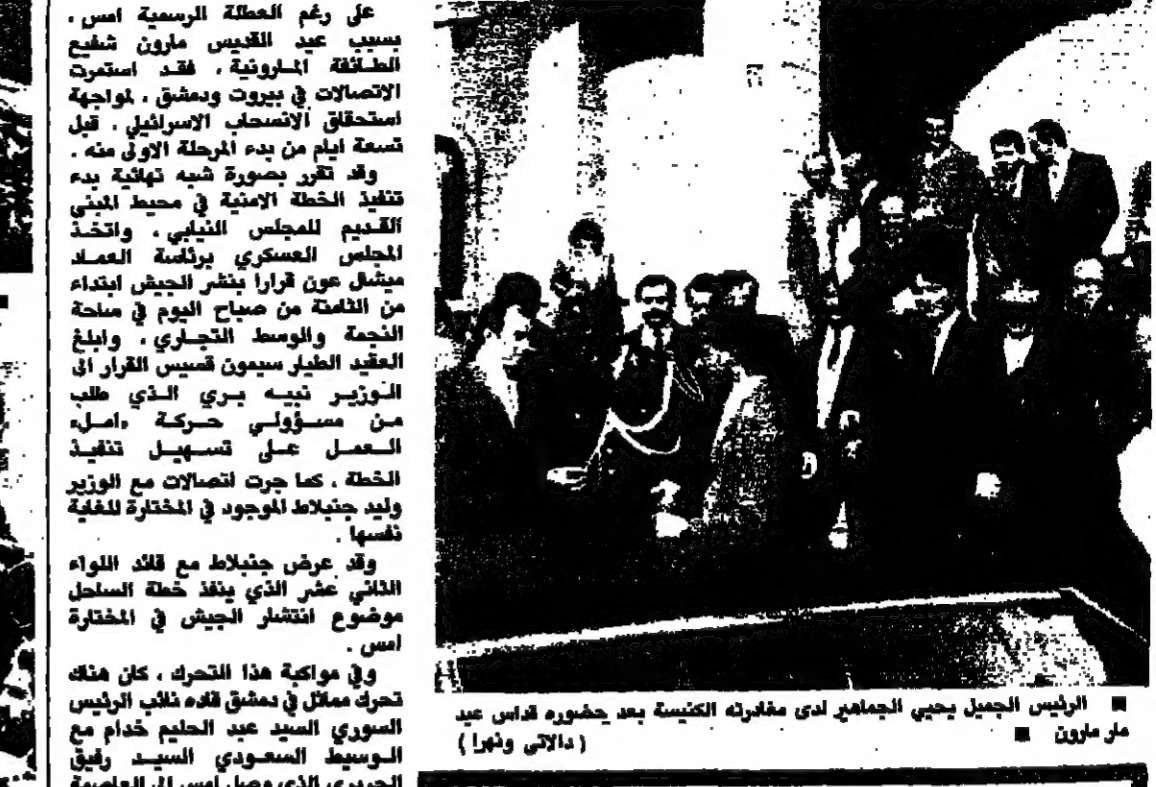 على رغم العطلة الرسمية امس ،
بسبب عيد القديس مارون شفيع
الطائفة المارونية ، فقد استمرت
الاتصالات في بيروت ودمشق ، لمواجهة
استحقاق الانسحاب الاسرائيلي ، قبل
تسعة ايام من بدء المرحلة الاولى منه .
وقد تقرر بصورة شبه نهائية بدء
تنفيذ الخطة الامنية في محيط المبنى
القديم للمجلس النيابي ، واتخذ
المجلس العسكري برئاسة العماد
ميشال عون قرارا بنشر الجيش ابتداء
من الثامنة من صباح اليوم في ساحة
النجمة والوسط التجاري ، وابلغ
العقيد الطيار سيمون قسيس القرار الى
الوزير نبيه بري الذي طلب
من مسؤولي حركة «امل»
العمل على تسهيل تنفيذ
الخطة ، كما جرت اتصالات مع الوزير
وليد جنبلاط الموجود في المختارة للغاية
نفسها .
وقد عرض جنبلاط مع قائد اللواء
الثاني عشر الذي ينفذ خطة الساحل
موضوع انتشار الجيش في المختارة
امس .
وفي مواكبة هذا التحرك ، كان هناك
تحرك مماثل في دمشق قاده نائب الرئيس
السوري السيد عبد الحليم خدام مع
الوسيط السعودي السيد رفيق
الحريري الذي وصل امس الى العاصمة
■ الرئيس الجميل يحيي الجماهير لدى مغادرته الكنيسة بعد حضوره قداس عيد
مار مارون ■ (دالاتي ونهرا)